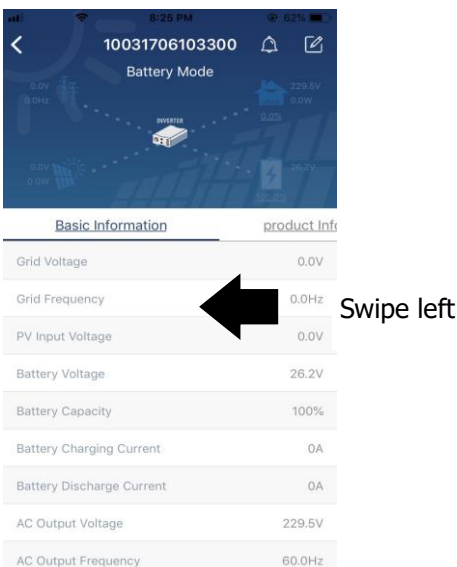 8:25 PM 62%
10031706103300
Battery Mode
0.0V
0.0Hz
229.5V
0.0W
0.0%
INVERTER
0.0V
0.0W
26.2V
100.0%
Basic Information product Info
Grid Voltage 0.0V
Grid Frequency 0.0Hz
Swipe left
PV Input Voltage 0.0V
Battery Voltage 26.2V
Battery Capacity 100%
Battery Charging Current 0A
Battery Discharge Current 0A
AC Output Voltage 229.5V
AC Output Frequency 60.0Hz